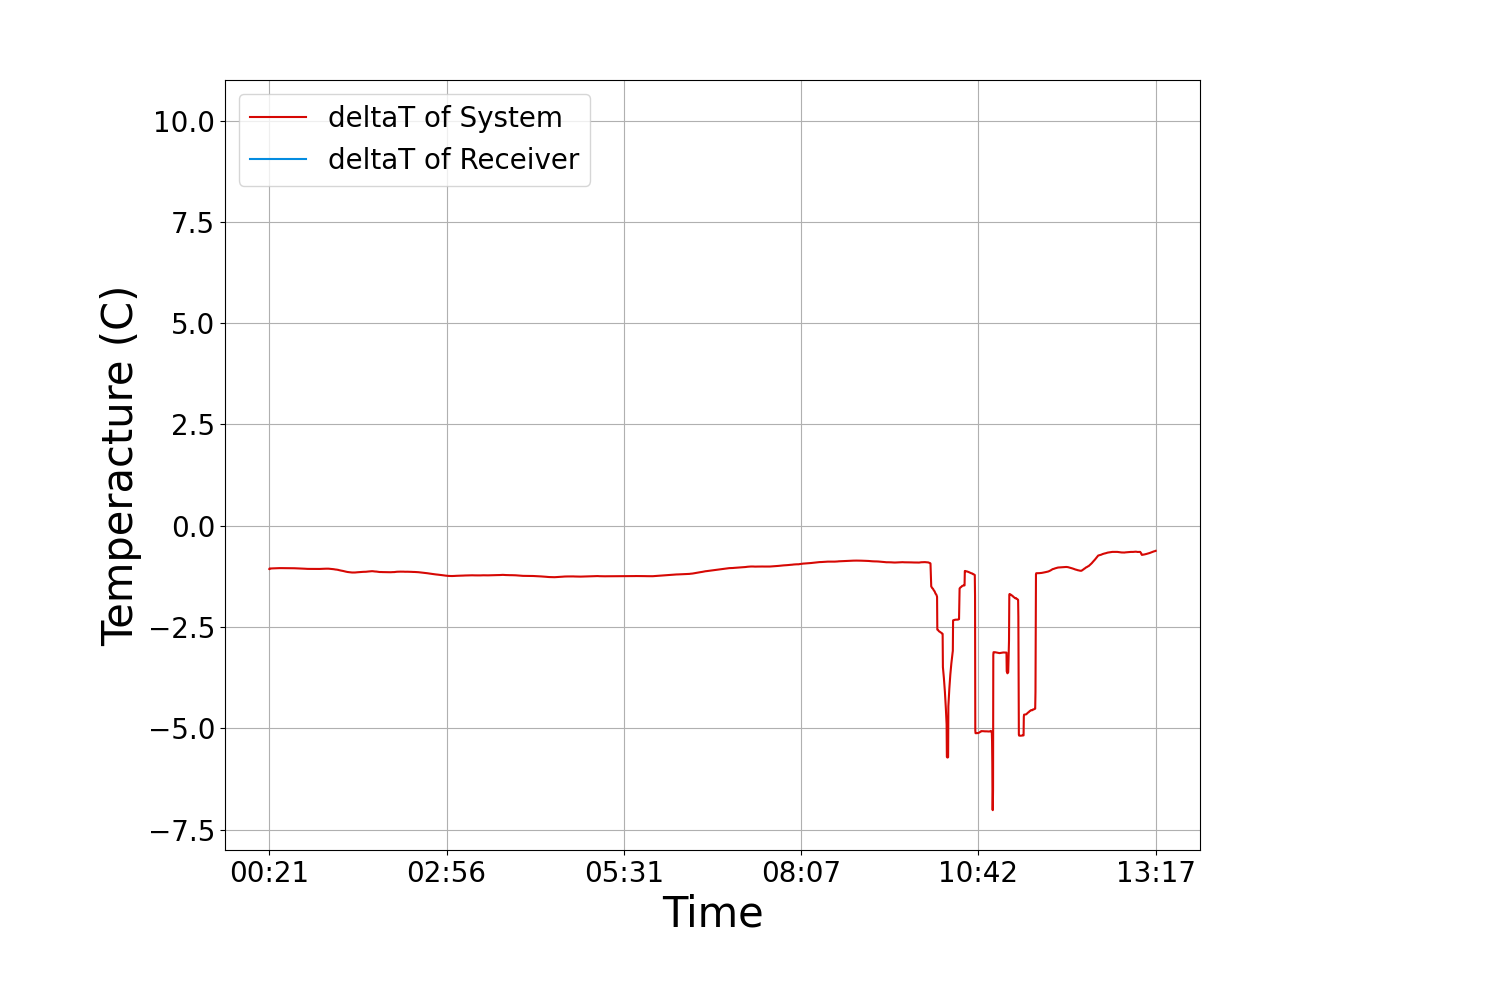 deltaT of System
deltaT of Receiver
10.0
7.5
5.0
2.5
0.0
−2.5
−5.0
−7.5
Temperacture (C)
00:21 02:56 05:31 08:07 10:42 13:17
Time